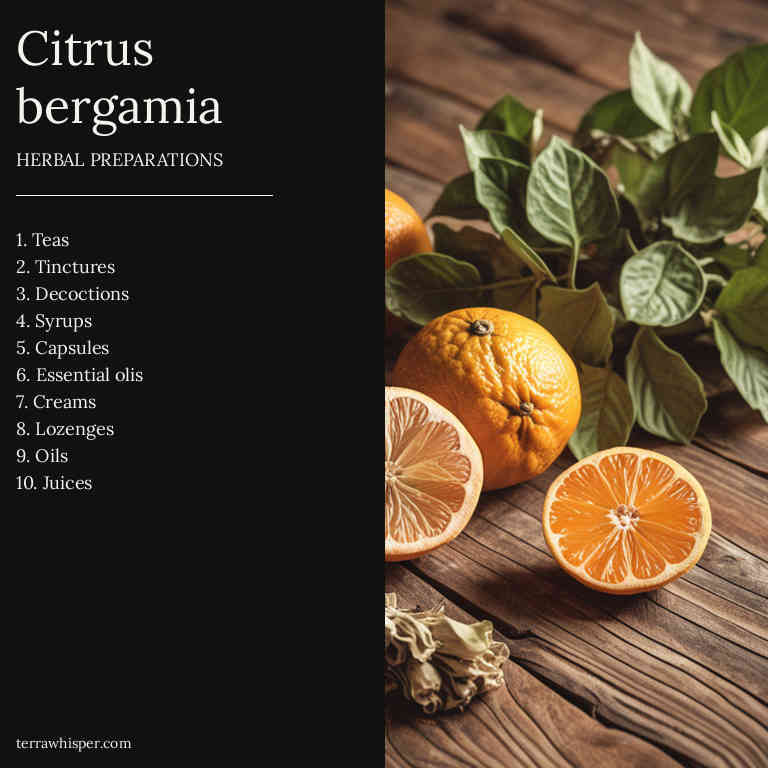 Citrus
bergamia
HERBAL PREPARATIONS
1. Teas
2. Tinctures
3. Decoctions
4. Syrups
5. Capsules
6. Essential olis
7. Creams
8. Lozenges
9. Oils
10. Juices
terrawhisper.com